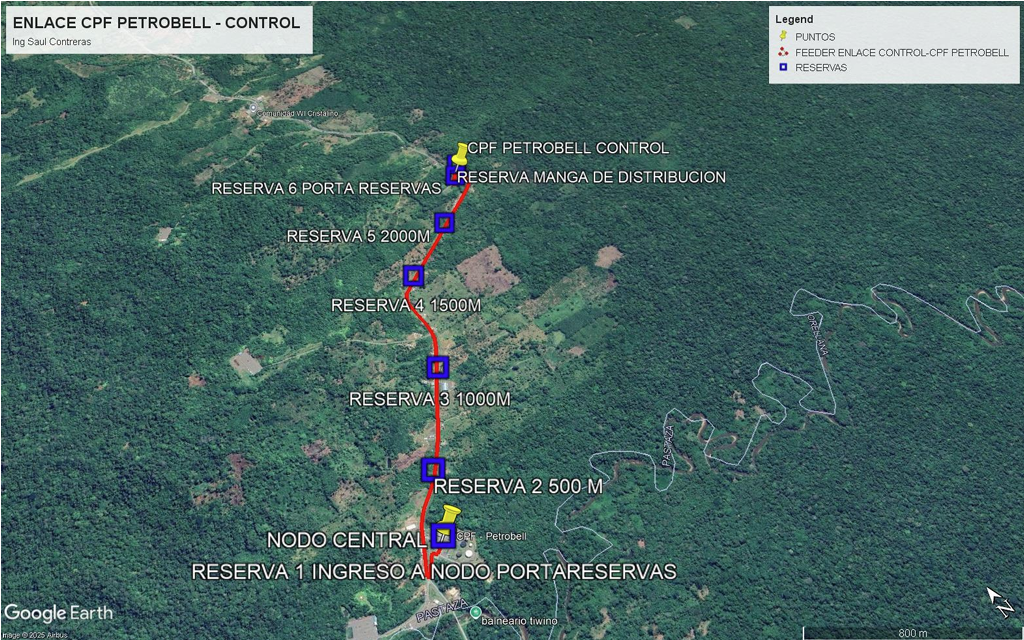 ENLACE CPF PETROBELL - CONTROL
Ing Saul Contreras
Legend
PUNTOS
FEEDER ENLACE CONTROL-CPF PETROBELL
RESERVAS
Comunidad WI Cristalino
CPF PETROBELL CONTROL
RESERVA MANGA DE DISTRIBUCION
RESERVA 6 PORTA RESERVAS
RESERVA 5 2000M
RESERVA 4 1500M
ORELLANA
RESERVA 3 1000M
PASTAZA
RESERVA 2 500 M
NODO CENTRAL
CPF - Petrobell
RESERVA 1 INGRESO A NODO PORTARESERVAS
PASTAZA
balneario tiwino
Google Earth
Image © 2025 Airbus
N
800 m